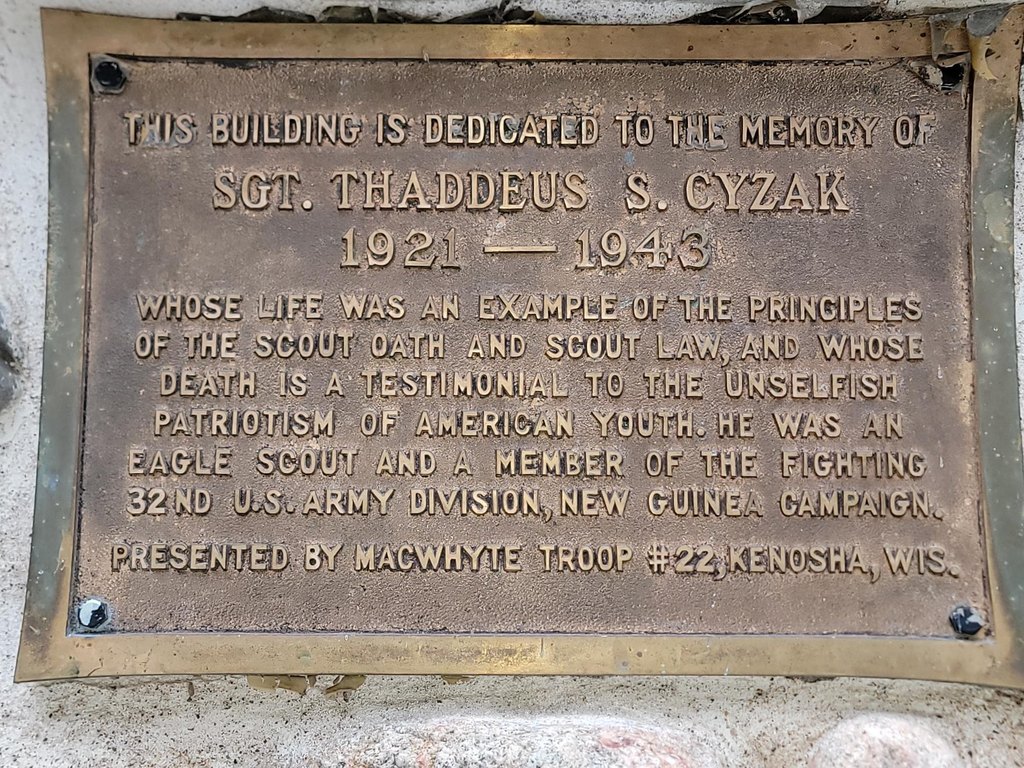 THIS BUILDING IS DEDICATED TO THE MEMORY OF
SGT. THADDEUS S. CYZAK
1921 — 1943
WHOSE LIFE WAS AN EXAMPLE OF THE PRINCIPLES
OF THE SCOUT OATH AND SCOUT LAW, AND WHOSE
DEATH IS A TESTIMONIAL TO THE UNSELFISH
PATRIOTISM OF AMERICAN YOUTH. HE WAS AN
EAGLE SCOUT AND A MEMBER OF THE FIGHTING
32ND U.S. ARMY DIVISION, NEW GUINEA CAMPAIGN.
PRESENTED BY MACWHYTE TROOP #22, KENOSHA, WIS.